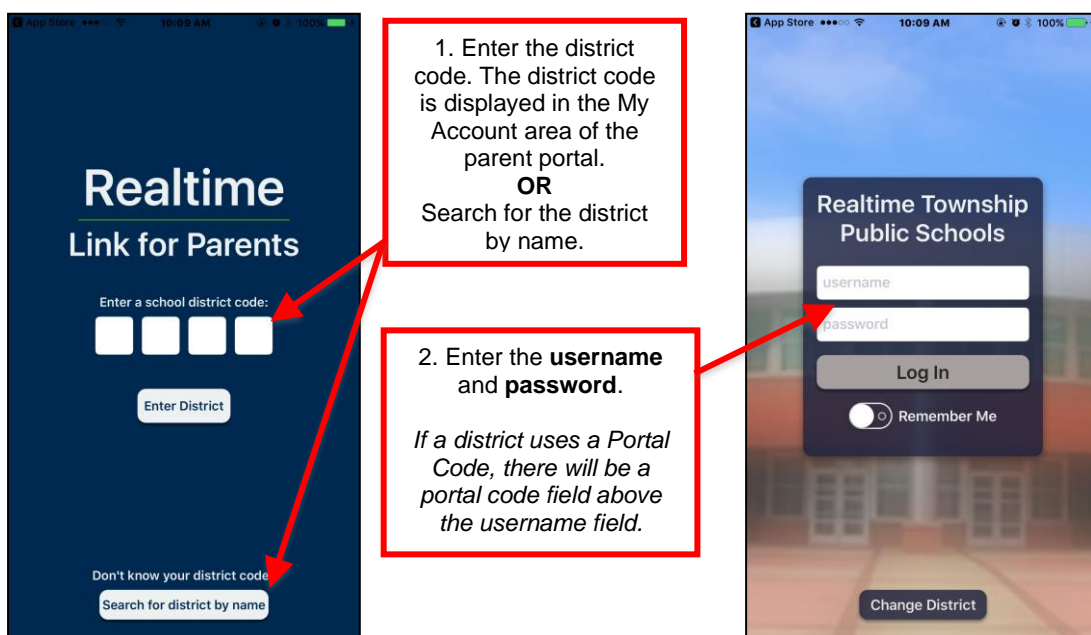 App Store
10:09 AM
100%
Realtime
Link for Parents
Enter a school district code:
Enter District
Don't know your district code
Search for district by name
1. Enter the district
code. The district code
is displayed in the My
Account area of the
parent portal.
OR
Search for the district
by name.
2. Enter the username
and password.
If a district uses a Portal
Code, there will be a
portal code field above
the username field.
App Store
10:09 AM
100%
Realtime Township
Public Schools
username
password
Log In
Remember Me
Change District